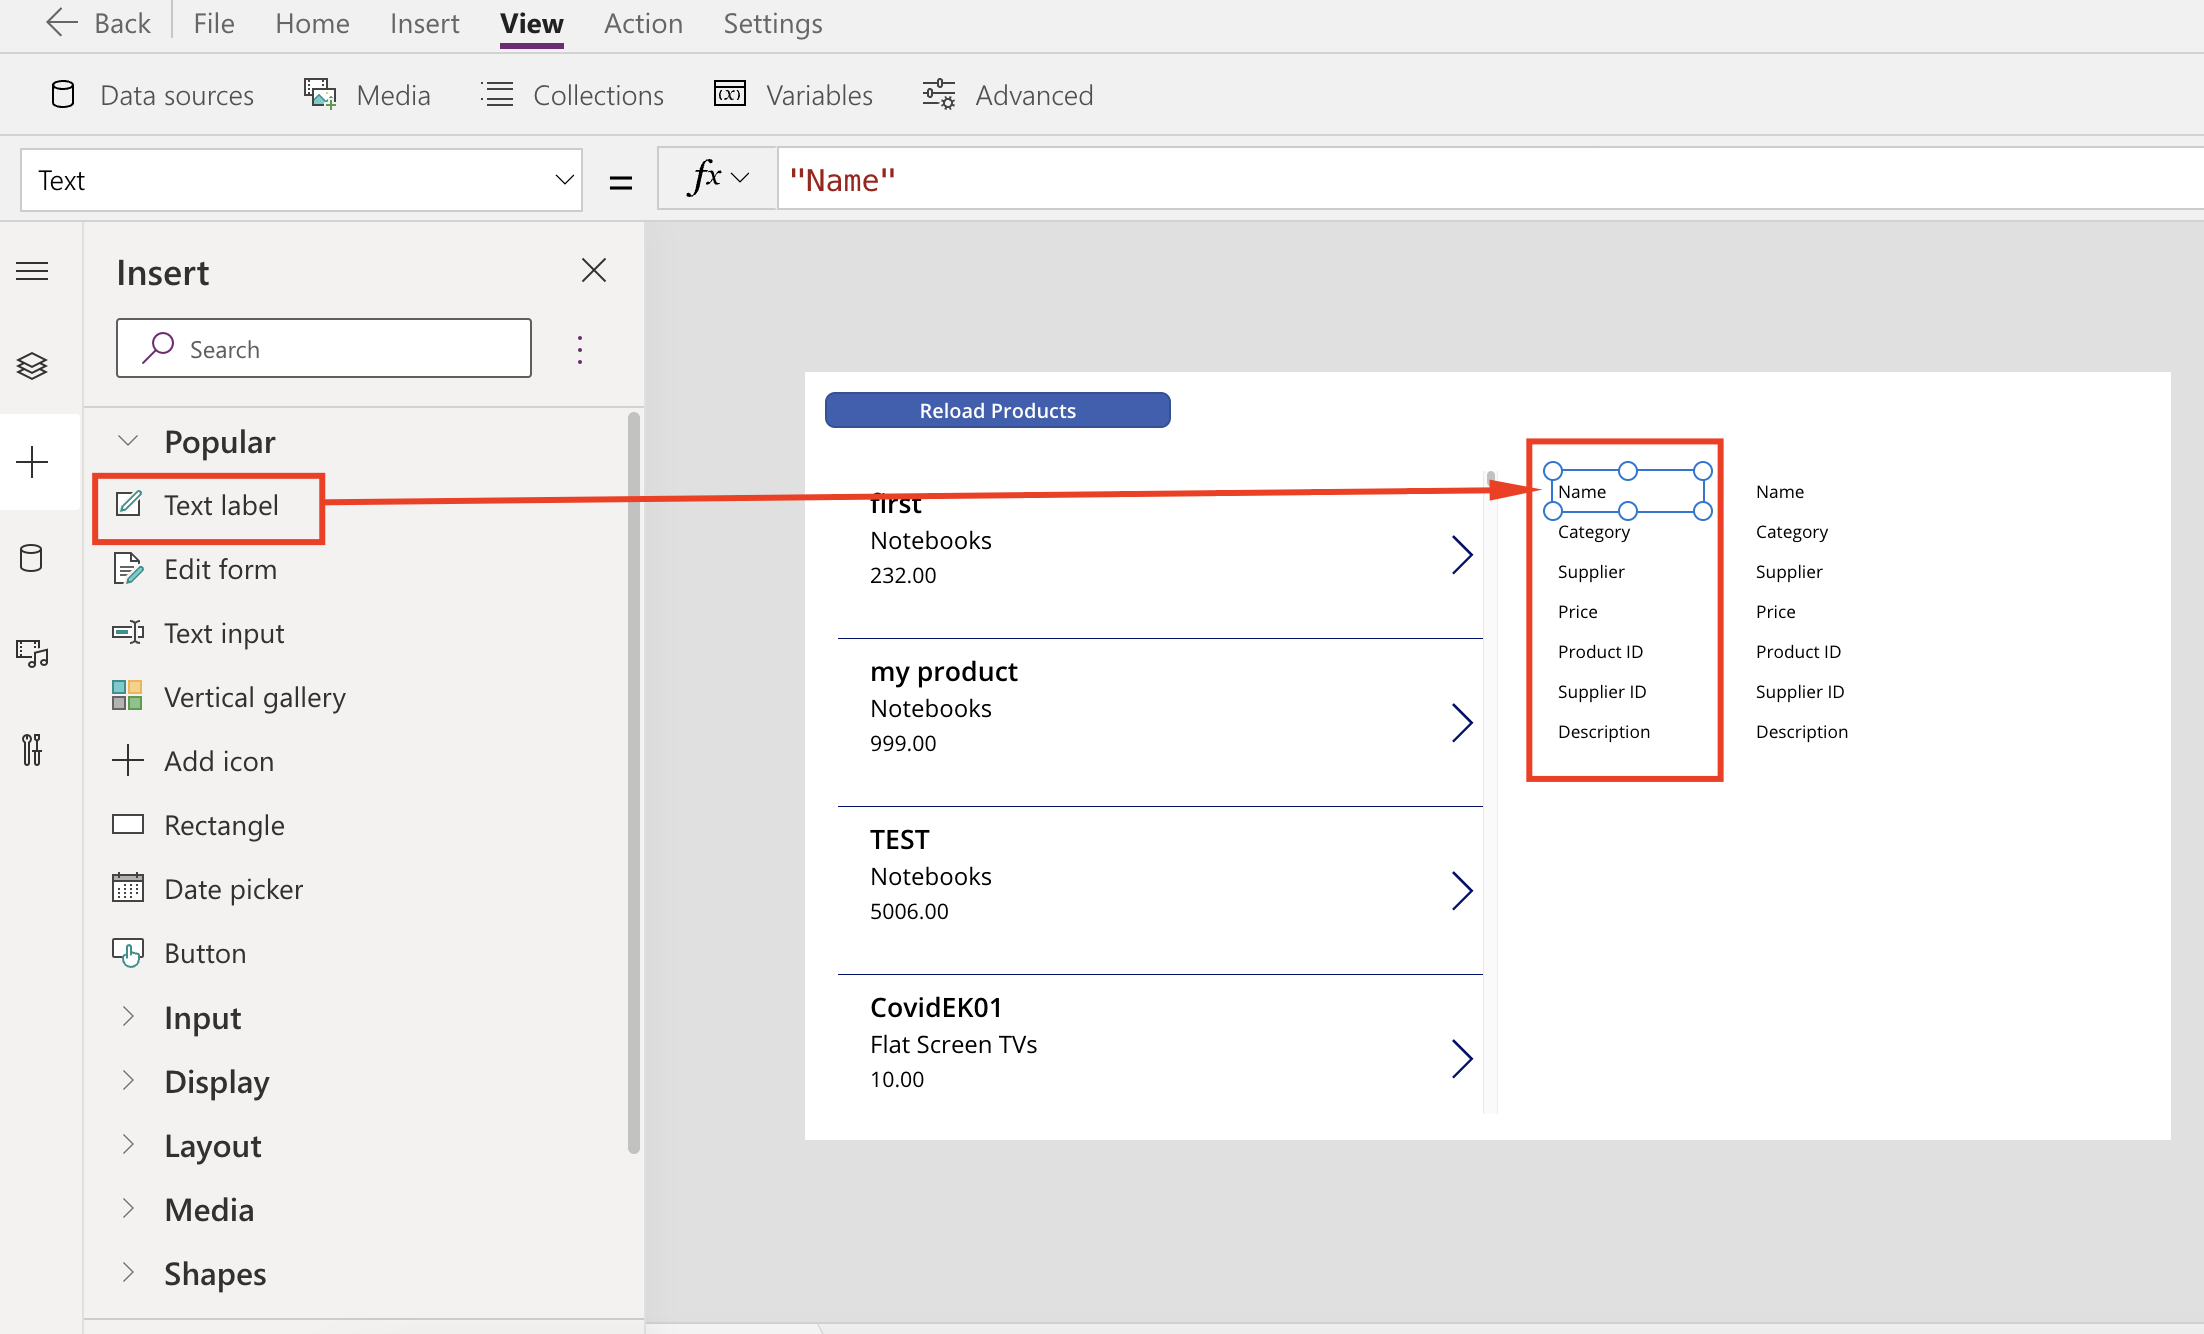 Back File Home Insert View Action Settings
Data sources Media Collections Variables Advanced
Text = fx "Name"
Insert
Search
Popular
Text label
Edit form
Text input
Vertical gallery
Add icon
Rectangle
Date picker
Button
Input
Display
Layout
Media
Shapes
Reload Products
first
Notebooks
232.00
my product
Notebooks
999.00
TEST
Notebooks
5006.00
CovidEK01
Flat Screen TVs
10.00
Name
Category
Supplier
Price
Product ID
Supplier ID
Description
Name
Category
Supplier
Price
Product ID
Supplier ID
Description